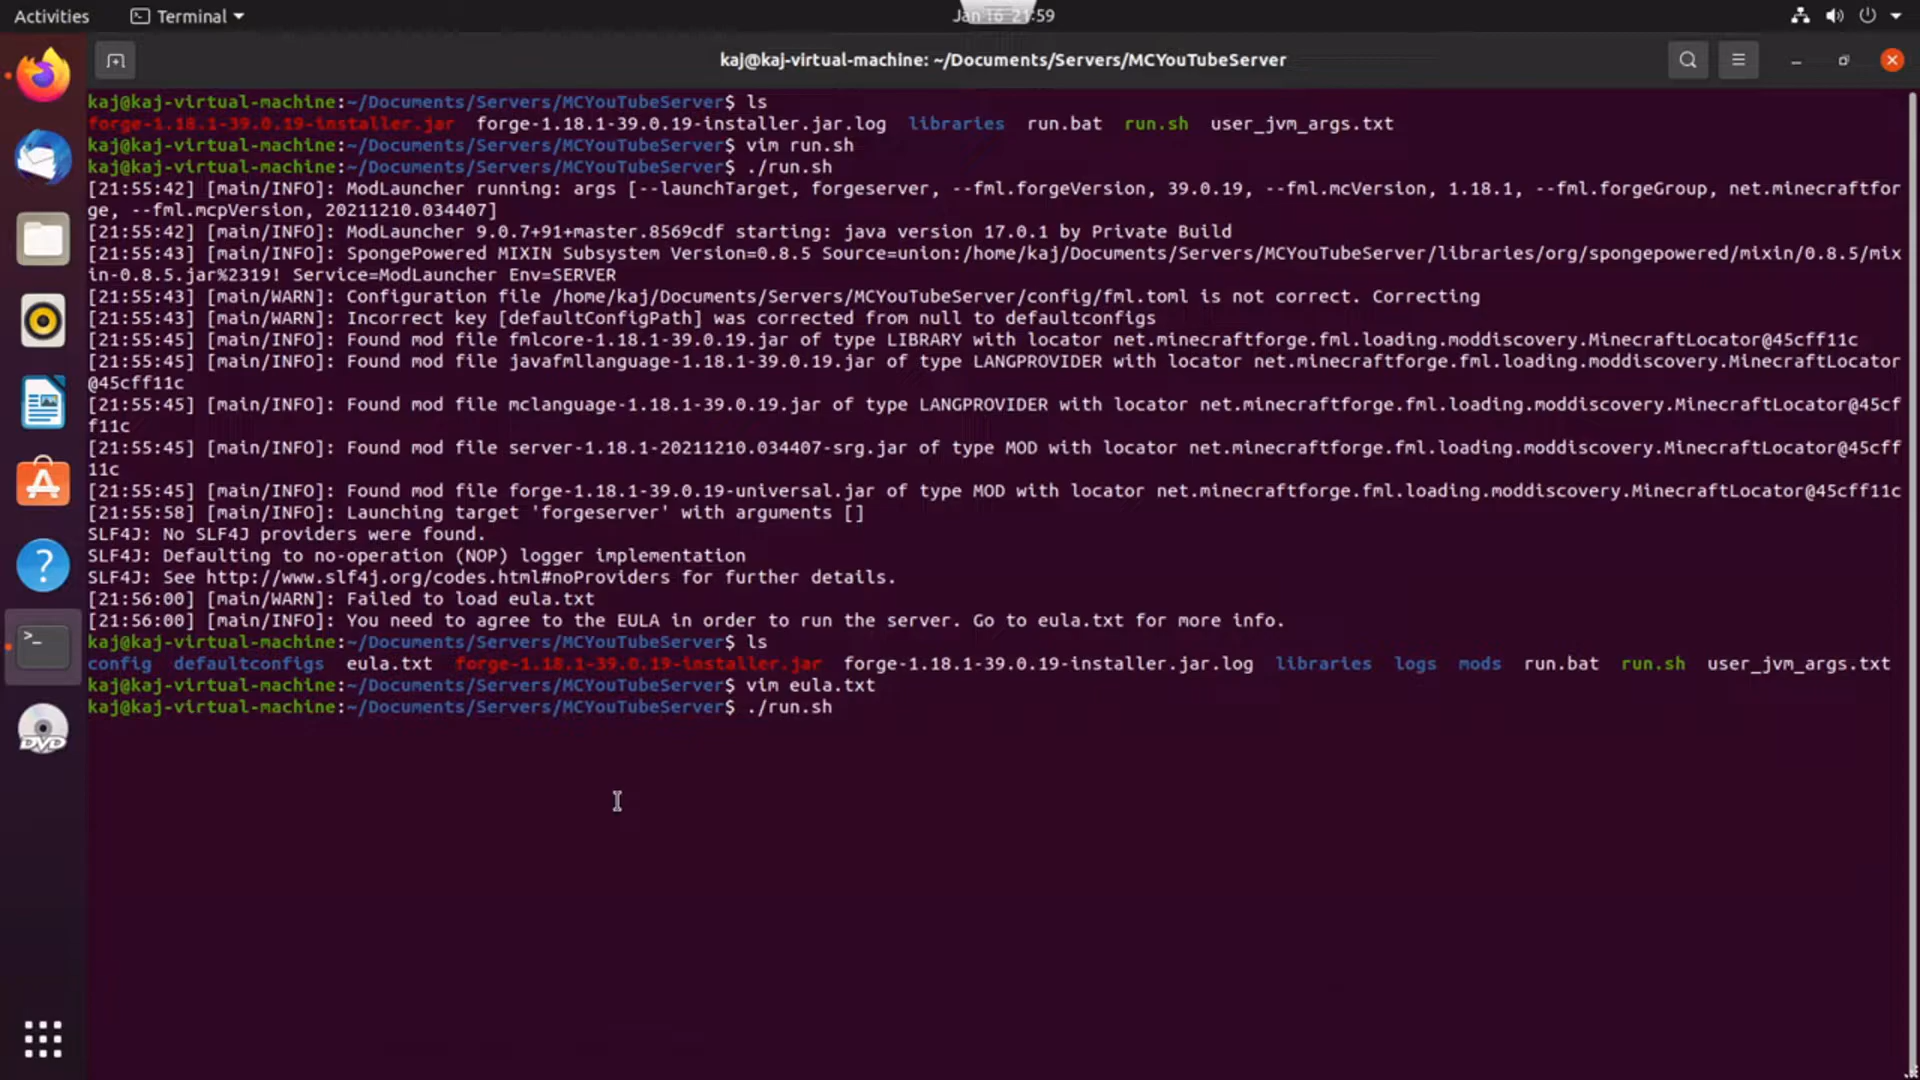 Activities Terminal Jan 16 21:59
kaj@kaj-virtual-machine: ~/Documents/Servers/MCYouTubeServer
kaj@kaj-virtual-machine:~/Documents/Servers/MCYouTubeServer$ ls
forge-1.18.1-39.0.19-installer.jar forge-1.18.1-39.0.19-installer.jar.log libraries run.bat run.sh user_jvm_args.txt
kaj@kaj-virtual-machine:~/Documents/Servers/MCYouTubeServer$ vim run.sh
kaj@kaj-virtual-machine:~/Documents/Servers/MCYouTubeServer$ ./run.sh
[21:55:42] [main/INFO]: ModLauncher running: args [--launchTarget, forgeserver, --fml.forgeVersion, 39.0.19, --fml.mcVersion, 1.18.1, --fml.forgeGroup, net.minecraftfor
ge, --fml.mcpVersion, 20211210.034407]
[21:55:42] [main/INFO]: ModLauncher 9.0.7+91+master.8569cdf starting: java version 17.0.1 by Private Build
[21:55:43] [main/INFO]: SpongePowered MIXIN Subsystem Version=0.8.5 Source=union:/home/kaj/Documents/Servers/MCYouTubeServer/libraries/org/spongepowered/mixin/0.8.5/mix
in-0.8.5.jar%2319! Service=ModLauncher Env=SERVER
[21:55:43] [main/WARN]: Configuration file /home/kaj/Documents/Servers/MCYouTubeServer/config/fml.toml is not correct. Correcting
[21:55:43] [main/WARN]: Incorrect key [defaultConfigPath] was corrected from null to defaultconfigs
[21:55:45] [main/INFO]: Found mod file fmlcore-1.18.1-39.0.19.jar of type LIBRARY with locator net.minecraftforge.fml.loading.moddiscovery.MinecraftLocator@45cff11c
[21:55:45] [main/INFO]: Found mod file javafmllanguage-1.18.1-39.0.19.jar of type LANGPROVIDER with locator net.minecraftforge.fml.loading.moddiscovery.MinecraftLocator
@45cff11c
[21:55:45] [main/INFO]: Found mod file mclanguage-1.18.1-39.0.19.jar of type LANGPROVIDER with locator net.minecraftforge.fml.loading.moddiscovery.MinecraftLocator@45cf
f11c
[21:55:45] [main/INFO]: Found mod file server-1.18.1-20211210.034407-srg.jar of type MOD with locator net.minecraftforge.fml.loading.moddiscovery.MinecraftLocator@45cff
11c
[21:55:45] [main/INFO]: Found mod file forge-1.18.1-39.0.19-universal.jar of type MOD with locator net.minecraftforge.fml.loading.moddiscovery.MinecraftLocator@45cff11c
[21:55:58] [main/INFO]: Launching target 'forgeserver' with arguments []
SLF4J: No SLF4J providers were found.
SLF4J: Defaulting to no-operation (NOP) logger implementation
SLF4J: See http://www.slf4j.org/codes.html#noProviders for further details.
[21:56:00] [main/WARN]: Failed to load eula.txt
[21:56:00] [main/INFO]: You need to agree to the EULA in order to run the server. Go to eula.txt for more info.
kaj@kaj-virtual-machine:~/Documents/Servers/MCYouTubeServer$ ls
config defaultconfigs eula.txt forge-1.18.1-39.0.19-installer.jar forge-1.18.1-39.0.19-installer.jar.log libraries logs mods run.bat run.sh user_jvm_args.txt
kaj@kaj-virtual-machine:~/Documents/Servers/MCYouTubeServer$ vim eula.txt
kaj@kaj-virtual-machine:~/Documents/Servers/MCYouTubeServer$ ./run.sh
DVD